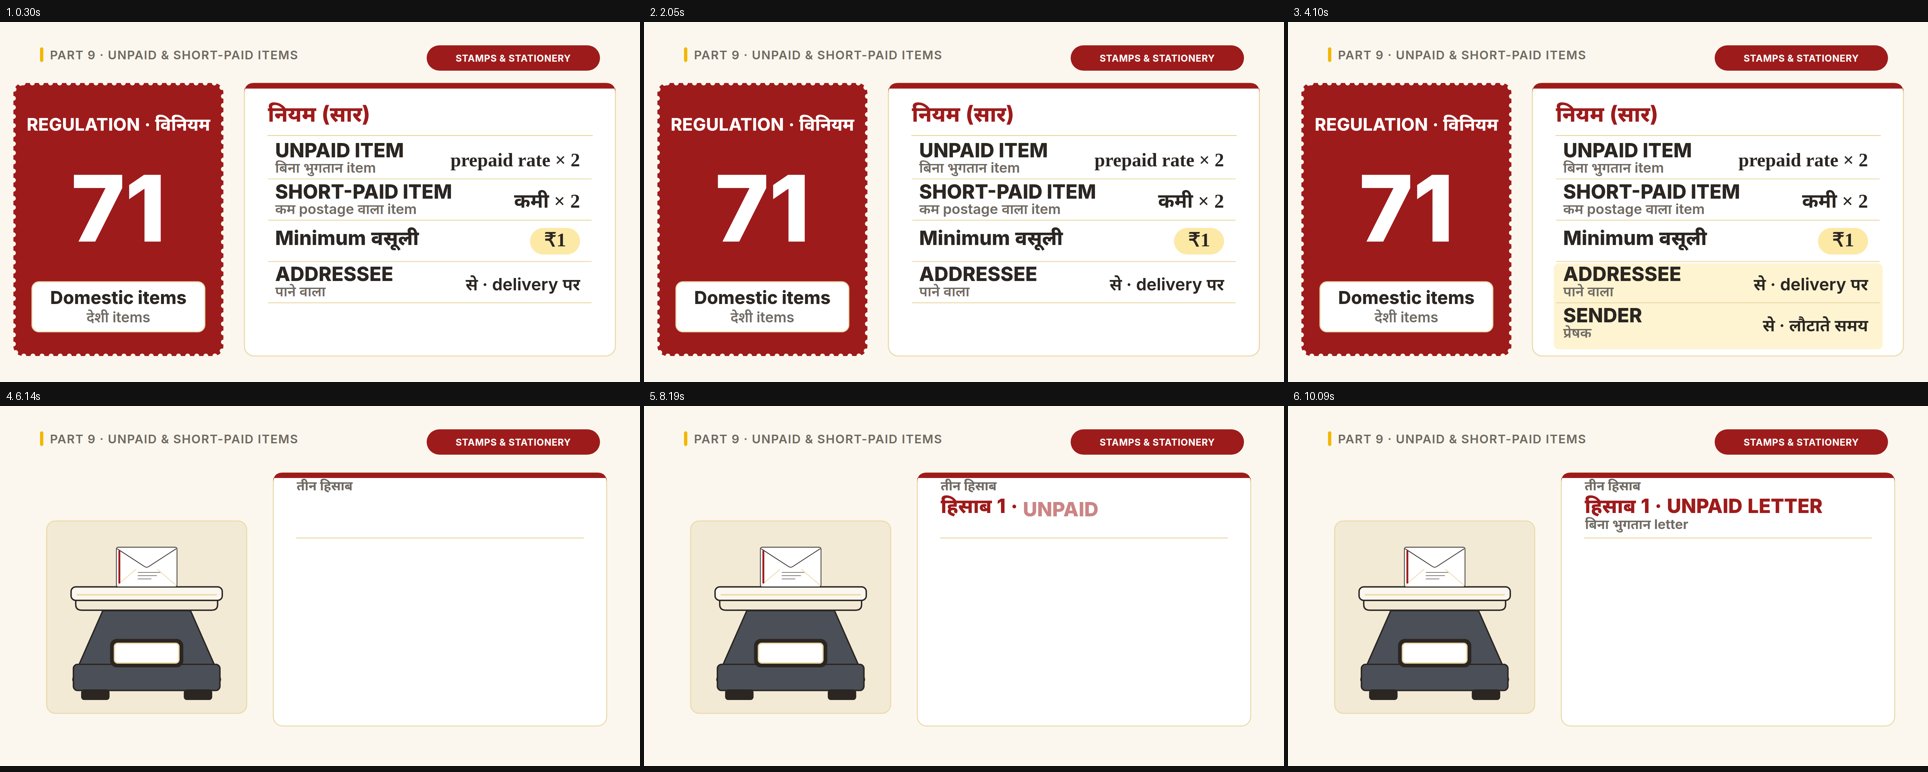 1. 0.30s
PART 9 · UNPAID & SHORT-PAID ITEMS
STAMPS & STATIONERY
REGULATION · विनियम
71
Domestic items
देशी items
नियम (सार)
UNPAID ITEM
बिना भुगतान item
prepaid rate × 2
SHORT-PAID ITEM
कम postage वाला item
कमी × 2
Minimum वसूली
₹1
ADDRESSEE
पाने वाला
से · delivery पर
2. 2.05s
PART 9 · UNPAID & SHORT-PAID ITEMS
STAMPS & STATIONERY
REGULATION · विनियम
71
Domestic items
देशी items
नियम (सार)
UNPAID ITEM
बिना भुगतान item
prepaid rate × 2
SHORT-PAID ITEM
कम postage वाला item
कमी × 2
Minimum वसूली
₹1
ADDRESSEE
पाने वाला
से · delivery पर
3. 4.10s
PART 9 · UNPAID & SHORT-PAID ITEMS
STAMPS & STATIONERY
REGULATION · विनियम
71
Domestic items
देशी items
नियम (सार)
UNPAID ITEM
बिना भुगतान item
prepaid rate × 2
SHORT-PAID ITEM
कम postage वाला item
कमी × 2
Minimum वसूली
₹1
ADDRESSEE
पाने वाला
से · delivery पर
SENDER
प्रेषक
से · लौटाते समय
4. 6.14s
PART 9 · UNPAID & SHORT-PAID ITEMS
STAMPS & STATIONERY
तीन हिसाब
5. 8.19s
PART 9 · UNPAID & SHORT-PAID ITEMS
STAMPS & STATIONERY
तीन हिसाब
हिसाब 1 · UNPAID
6. 10.09s
PART 9 · UNPAID & SHORT-PAID ITEMS
STAMPS & STATIONERY
तीन हिसाब
हिसाब 1 · UNPAID LETTER
बिना भुगतान letter